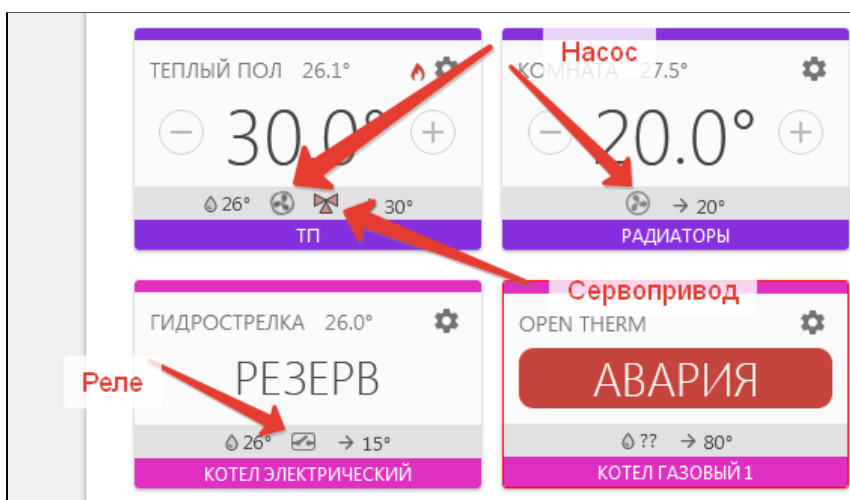 Насос
ТЕПЛЫЙ ПОЛ 26.1°
КОМНАТА 27.5°
30.0°
20.0°
26° 30°
→ 20°
ТП
РАДИАТОРЫ
Сервопривод
ГИДРОСТРЕЛКА 26.0°
OPEN THERM
Реле
РЕЗЕРВ
АВАРИЯ
26° → 15°
?? → 80°
КОТЕЛ ЭЛЕКТРИЧЕСКИЙ
КОТЕЛ ГАЗОВЫЙ 1